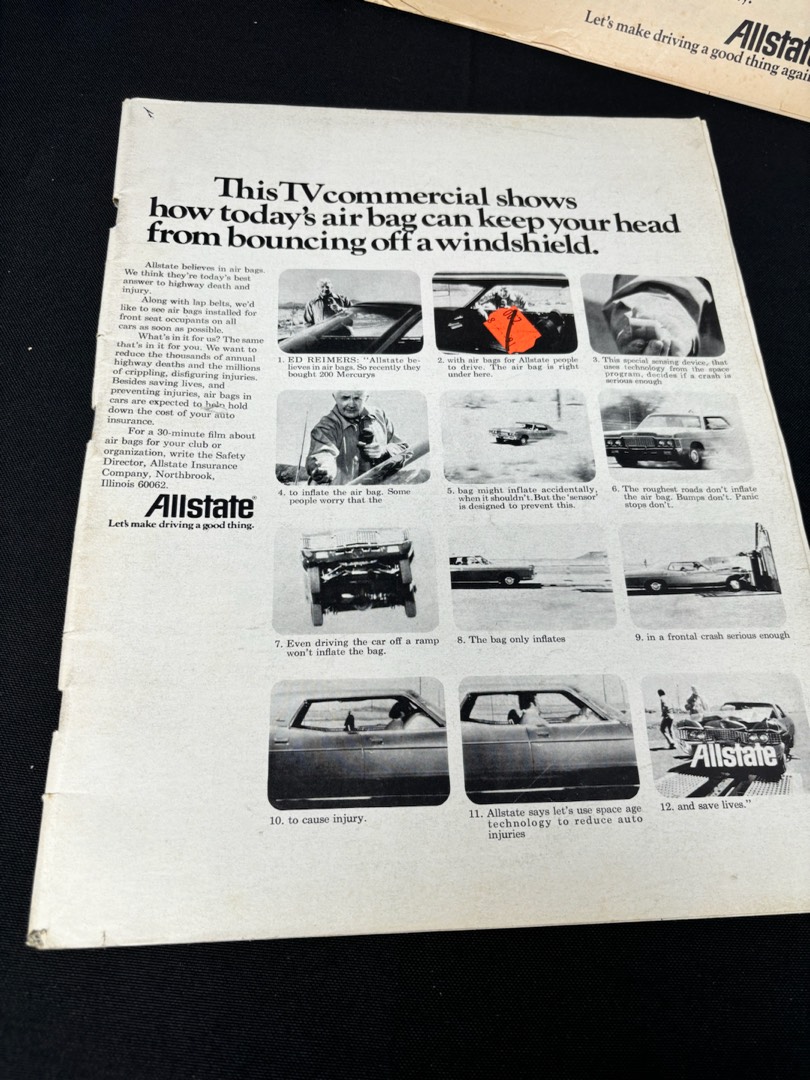 Let's make driving a good thing
Allstate
This TV commercial shows
how today's air bag can keep your head
from bouncing off a windshield.
Allstate believes in air bags.
We think they're today's best
answer to highway death and
injury.
Along with lap belts, we'd
like to see air bags installed for
front seat occupants on all
cars as soon as possible.
What's in it for us? The same
that's in it for you. We want to
reduce the thousands of annual
highway deaths and the millions
of crippling, disfiguring injuries.
Besides saving lives, and
preventing injuries, air bags in
cars are expected to help hold
down the cost of your auto
insurance.
For a 30-minute film about
air bags for your club or
organization, write the Safety
Director, Allstate Insurance
Company, Northbrook,
Illinois 60062.
Allstate®
Let's make driving a good thing.
1. ED REIMERS: "Allstate be-
lieves in air bags. So recently they
bought 200 Mercurys
2. with air bags for Allstate people
to drive. The air bag is right
under here.
3. This special sensing device, that
uses technology from the space
program, decides if a crash is
serious enough
4. to inflate the air bag. Some
people worry that the
5. bag might inflate accidentally,
when it shouldn't. But the 'sensor'
is designed to prevent this.
6. The roughest roads don't inflate
the air bag. Bumps don't. Panic
stops don't.
7. Even driving the car off a ramp
won't inflate the bag.
8. The bag only inflates
9. in a frontal crash serious enough
10. to cause injury.
11. Allstate says let's use space age
technology to reduce auto
injuries
Allstate
12. and save lives."